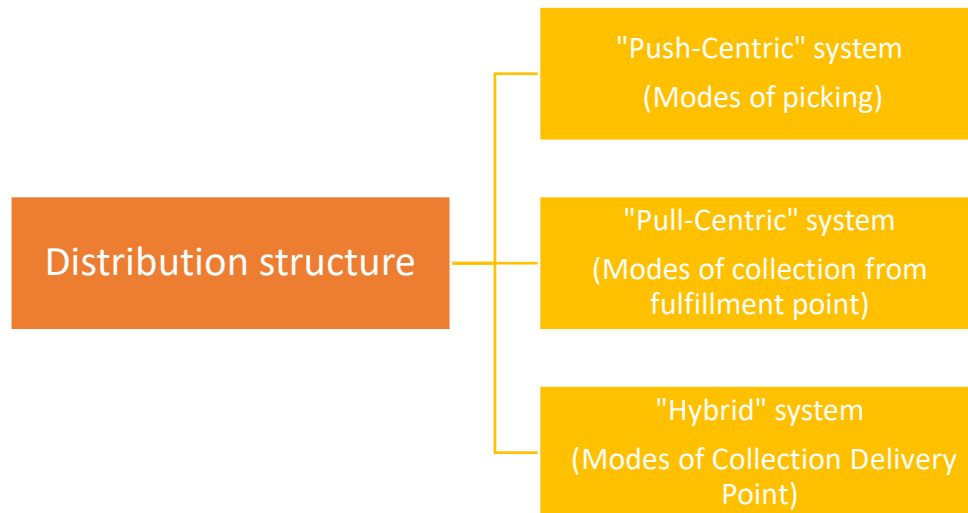 "Push-Centric" system
(Modes of picking)
Distribution structure
"Pull-Centric" system
(Modes of collection from
fulfillment point)
"Hybrid" system
(Modes of Collection Delivery
Point)